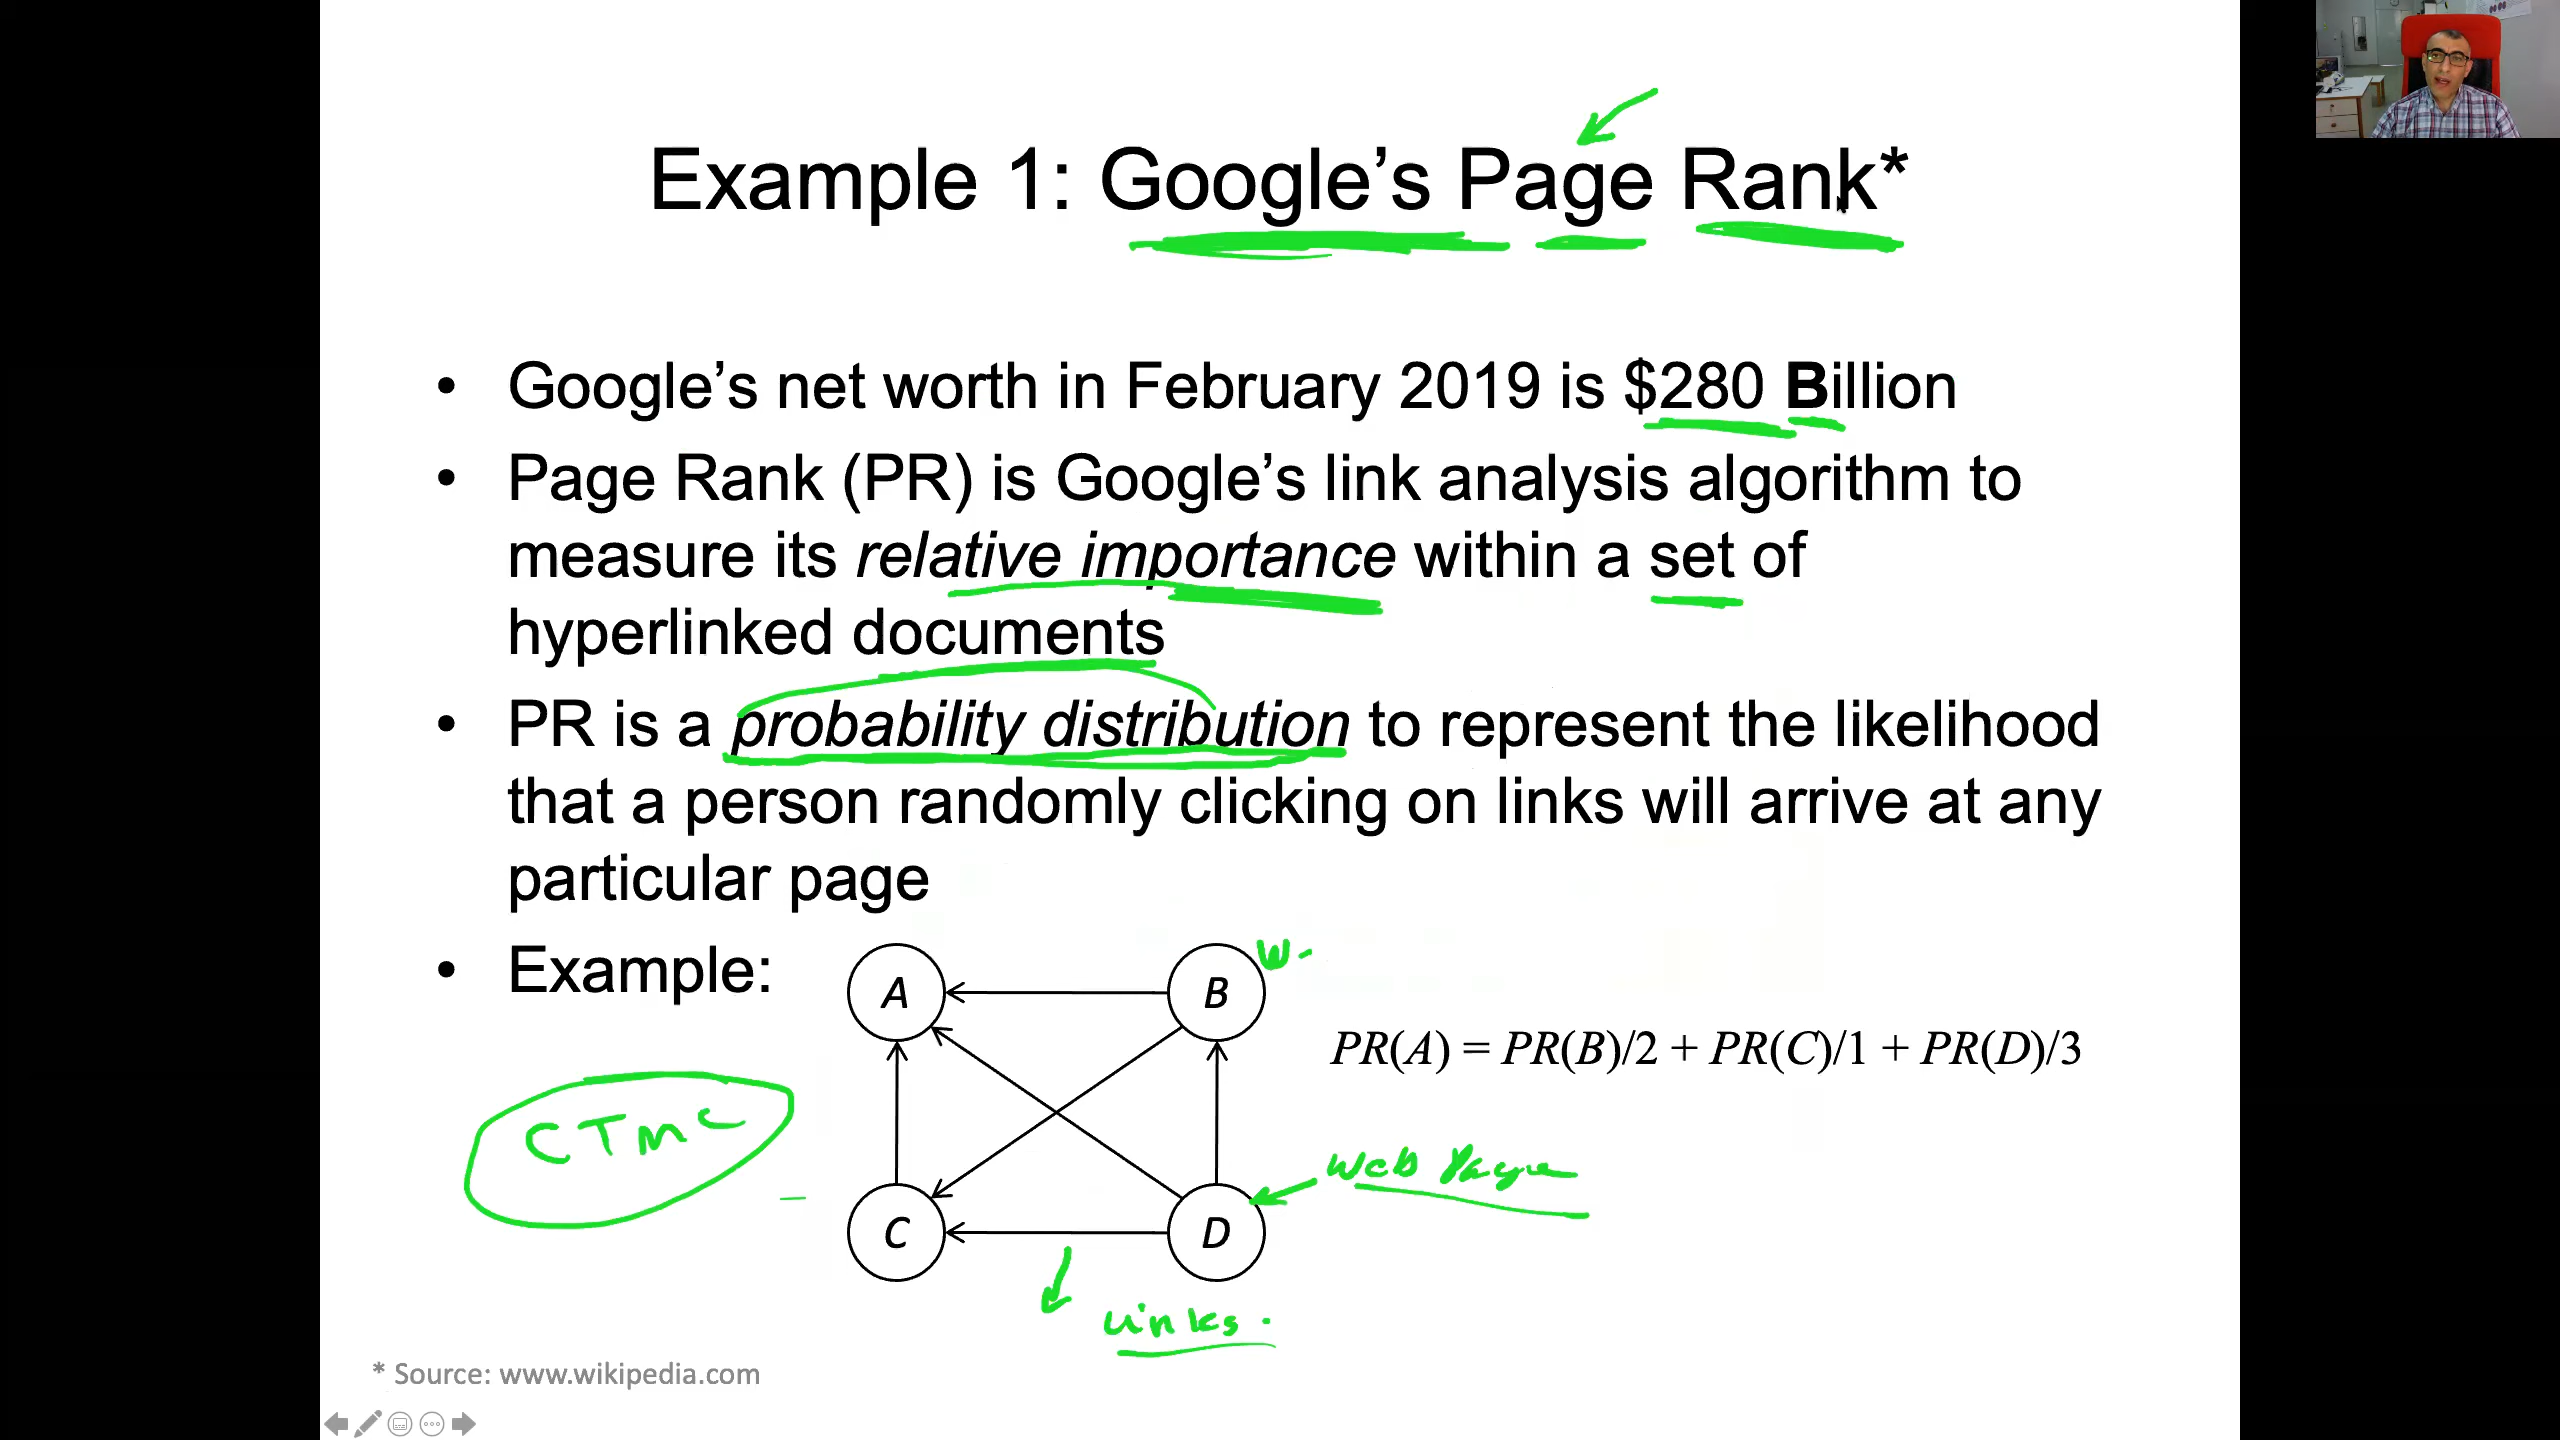 Example 1: Google’s Page Rank*
• Google’s net worth in February 2019 is $280 Billion
• Page Rank (PR) is Google’s link analysis algorithm to
measure its relative importance within a set of
hyperlinked documents
• PR is a probability distribution to represent the likelihood
that a person randomly clicking on links will arrive at any
particular page
• Example:
A
B
W.
PR(A) = PR(B)/2 + PR(C)/1 + PR(D)/3
CTMC
Web Page
C
D
Links.
* Source: www.wikipedia.com